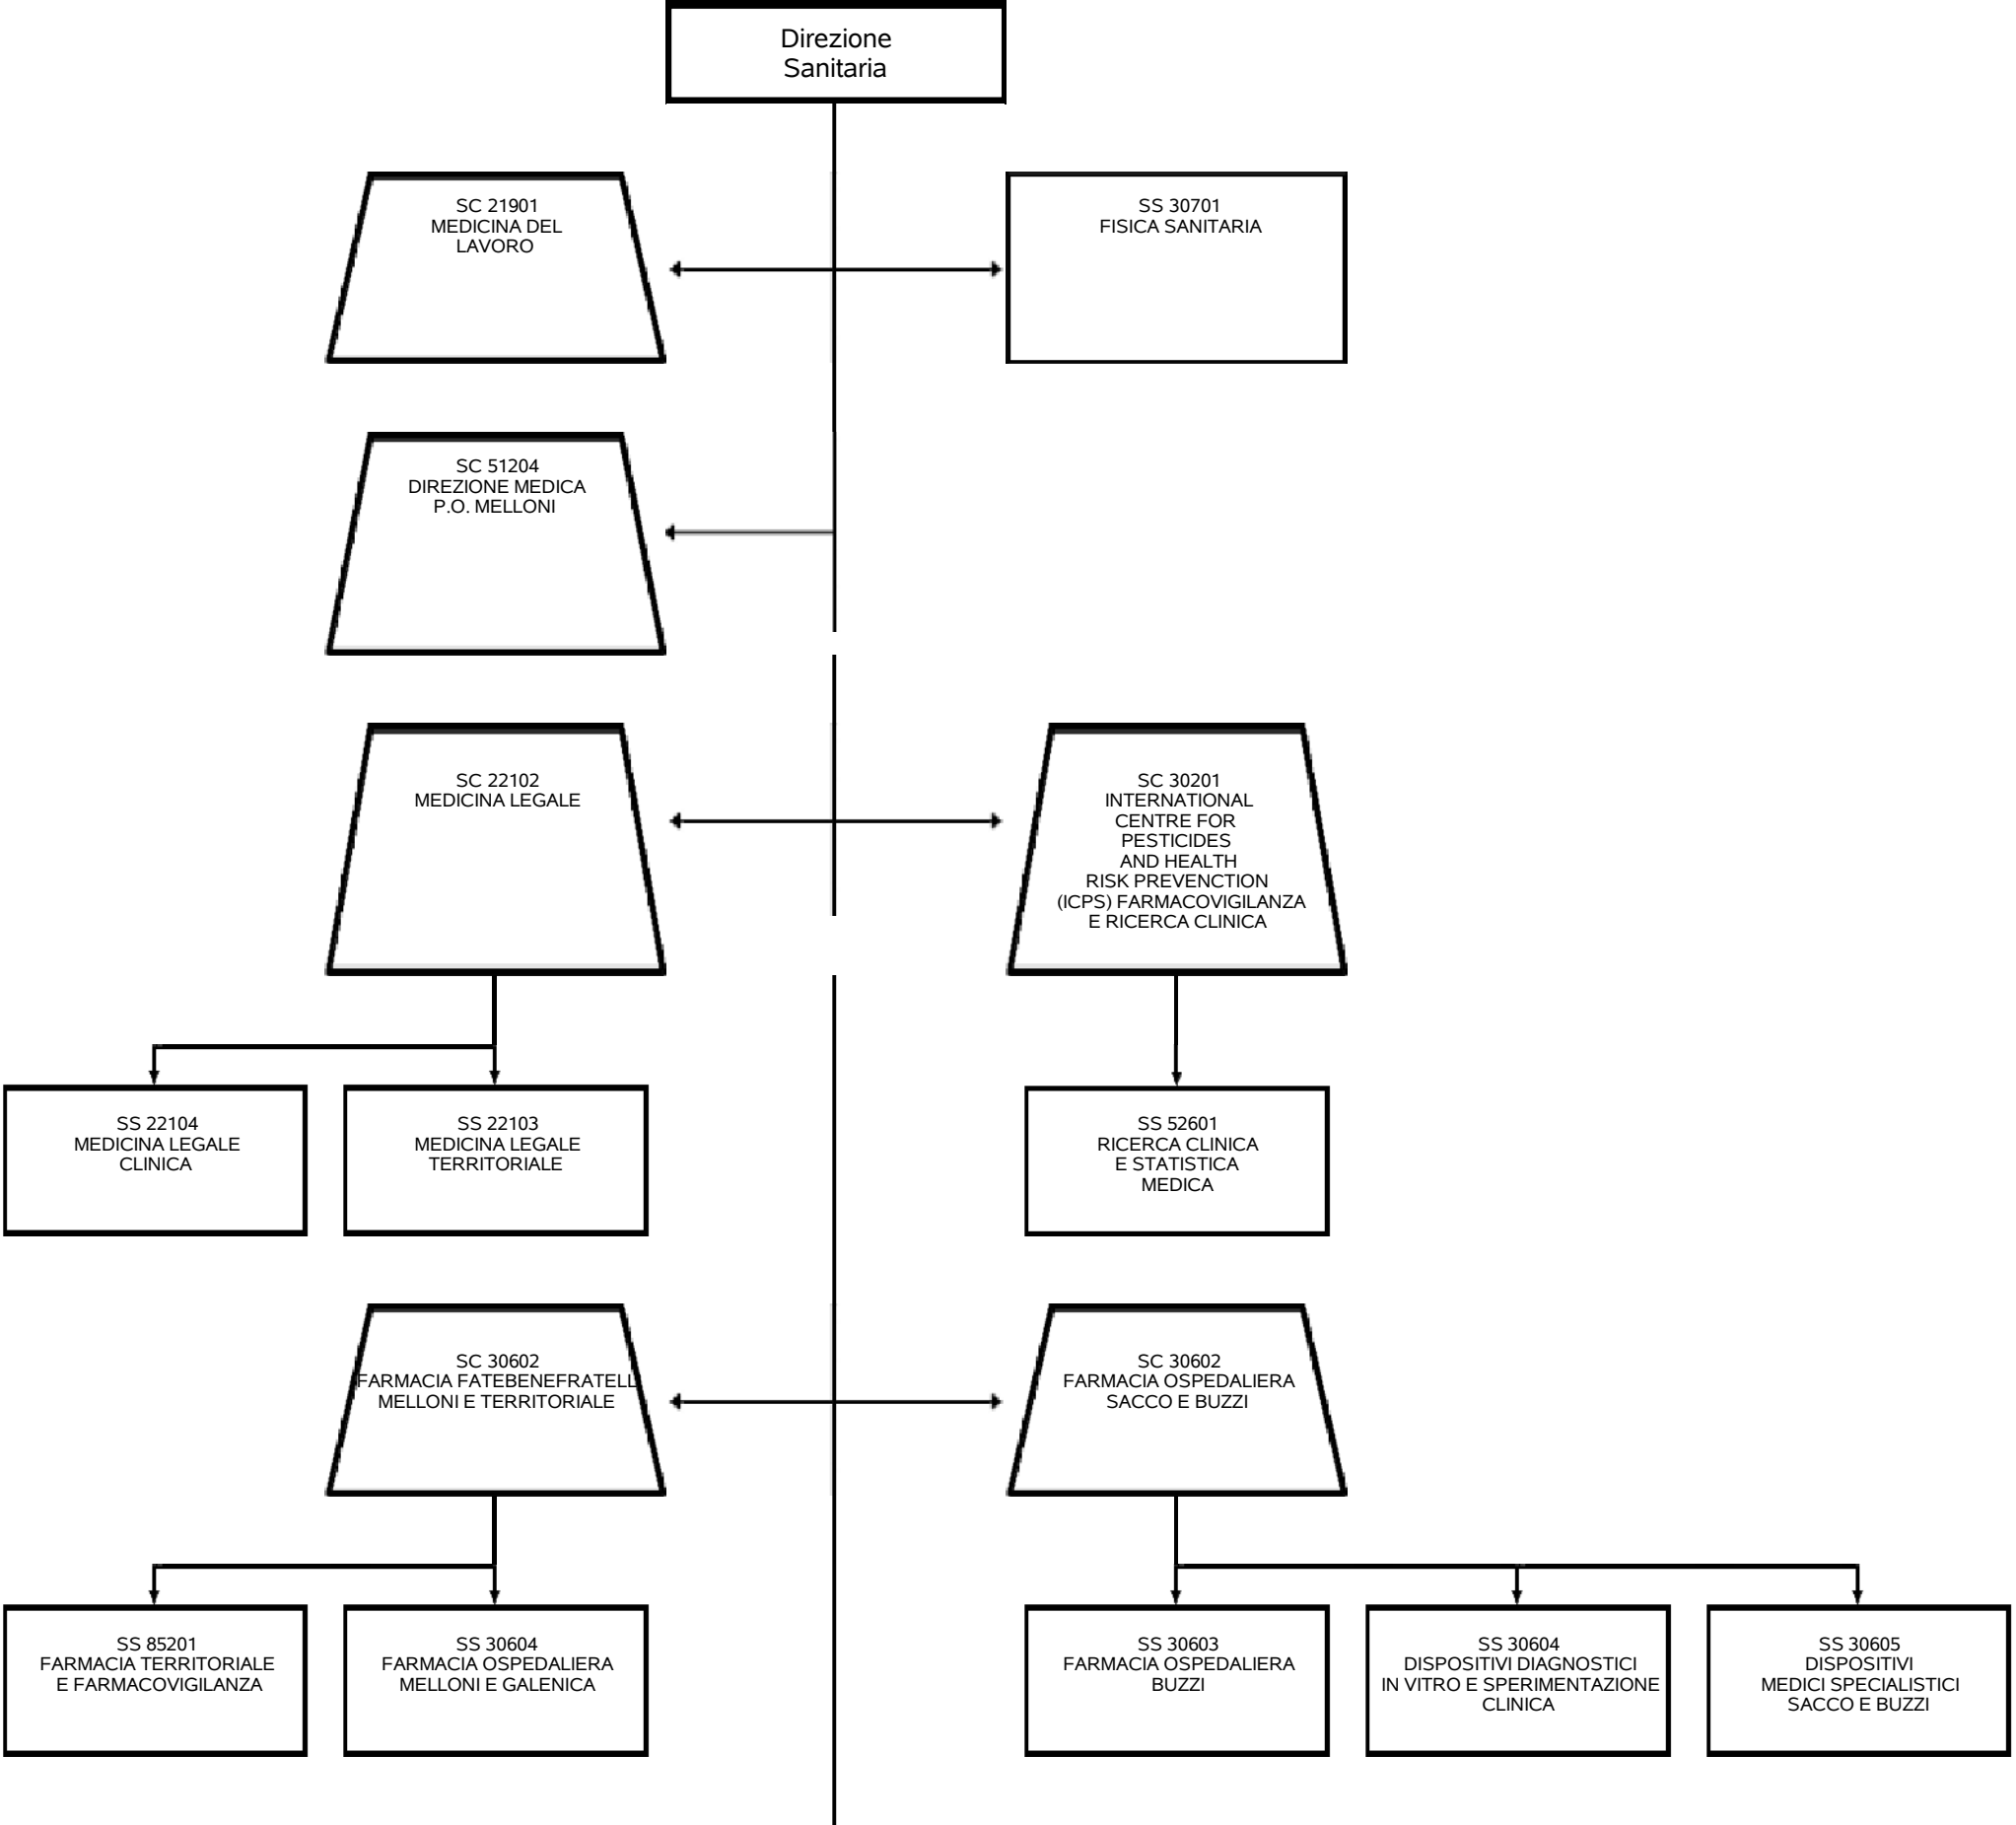 Direzione
Sanitaria
SC 21901
MEDICINA DEL
LAVORO
SS 30701
FISICA SANITARIA
SC 51204
DIREZIONE MEDICA
P.O. MELLONI
SC 22102
MEDICINA LEGALE
SC 30201
INTERNATIONAL
CENTRE FOR
PESTICIDES
AND HEALTH
RISK PREVENCTION
(ICPS) FARMACOVIGILANZA
E RICERCA CLINICA
SS 22104
MEDICINA LEGALE
CLINICA
SS 22103
MEDICINA LEGALE
TERRITORIALE
SS 52601
RICERCA CLINICA
E STATISTICA
MEDICA
SC 30602
FARMACIA FATEBENEFRATELLI
MELLONI E TERRITORIALE
SC 30602
FARMACIA OSPEDALIERA
SACCO E BUZZI
SS 85201
FARMACIA TERRITORIALE
E FARMACOVIGILANZA
SS 30604
FARMACIA OSPEDALIERA
MELLONI E GALENICA
SS 30603
FARMACIA OSPEDALIERA
BUZZI
SS 30604
DISPOSITIVI DIAGNOSTICI
IN VITRO E SPERIMENTAZIONE
CLINICA
SS 30605
DISPOSITIVI
MEDICI SPECIALISTICI
SACCO E BUZZI